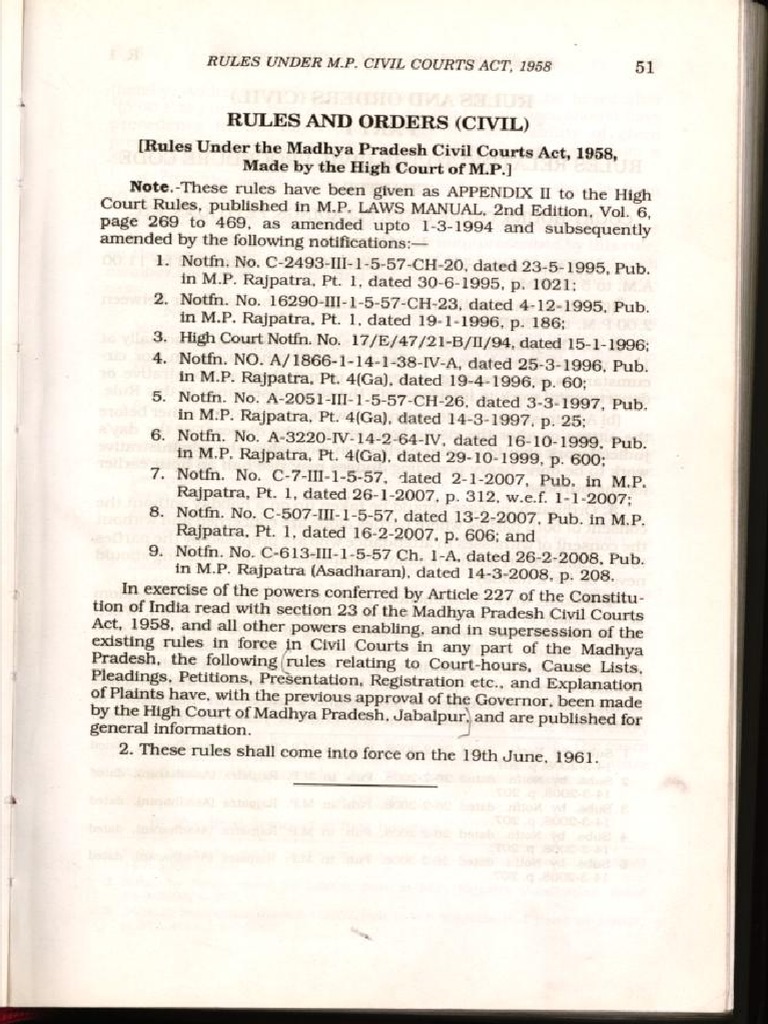 RULES UNDER M.P. CIVIL COURTS ACT, 1958 51
RULES AND ORDERS (CIVIL)
[Rules Under the Madhya Pradesh Civil Courts Act, 1958,
Made by the High Court of M.P.]
Note.-These rules have been given as APPENDIX II to the High
Court Rules, published in M.P. LAWS MANUAL, 2nd Edition, Vol. 6,
page 269 to 469, as amended upto 1-3-1994 and subsequently
amended by the following notifications:—
1. Notfn. No. C-2493-III-1-5-57-CH-20, dated 23-5-1995, Pub.
in M.P. Rajpatra, Pt. 1, dated 30-6-1995, p. 1021;
2. Notfn. No. 16290-III-1-5-57-CH-23, dated 4-12-1995, Pub.
in M.P. Rajpatra, Pt. 1, dated 19-1-1996, p. 186;
3. High Court Notfn. No. 17/E/47/21-B/II/94, dated 15-1-1996;
4. Notfn. NO. A/1866-1-14-1-38-IV-A, dated 25-3-1996, Pub.
in M.P. Rajpatra, Pt. 4(Ga), dated 19-4-1996, p. 60;
5. Notfn. No. A-2051-III-1-5-57-CH-26, dated 3-3-1997, Pub.
in M.P. Rajpatra, Pt. 4(Ga), dated 14-3-1997, p. 25;
6. Notfn. No. A-3220-IV-14-2-64-IV, dated 16-10-1999, Pub.
in M.P. Rajpatra, Pt. 4(Ga), dated 29-10-1999, p. 600;
7. Notfn. No. C-7-III-1-5-57, dated 2-1-2007, Pub. in M.P.
Rajpatra, Pt. 1, dated 26-1-2007, p. 312, w.e.f. 1-1-2007;
8. Notfn. No. C-507-III-1-5-57, dated 13-2-2007, Pub. in M.P.
Rajpatra, Pt. 1, dated 16-2-2007, p. 606; and
9. Notfn. No. C-613-III-1-5-57 Ch. 1-A, dated 26-2-2008, Pub.
in M.P. Rajpatra (Asadharan), dated 14-3-2008, p. 208.
In exercise of the powers conferred by Article 227 of the Constitu-
tion of India read with section 23 of the Madhya Pradesh Civil Courts
Act, 1958, and all other powers enabling, and in supersession of the
existing rules in force in Civil Courts in any part of the Madhya
Pradesh, the following rules relating to Court-hours, Cause Lists,
Pleadings, Petitions, Presentation, Registration etc., and Explanation
of Plaints have, with the previous approval of the Governor, been made
by the High Court of Madhya Pradesh, Jabalpur, and are published for
general information.
2. These rules shall come into force on the 19th June, 1961.